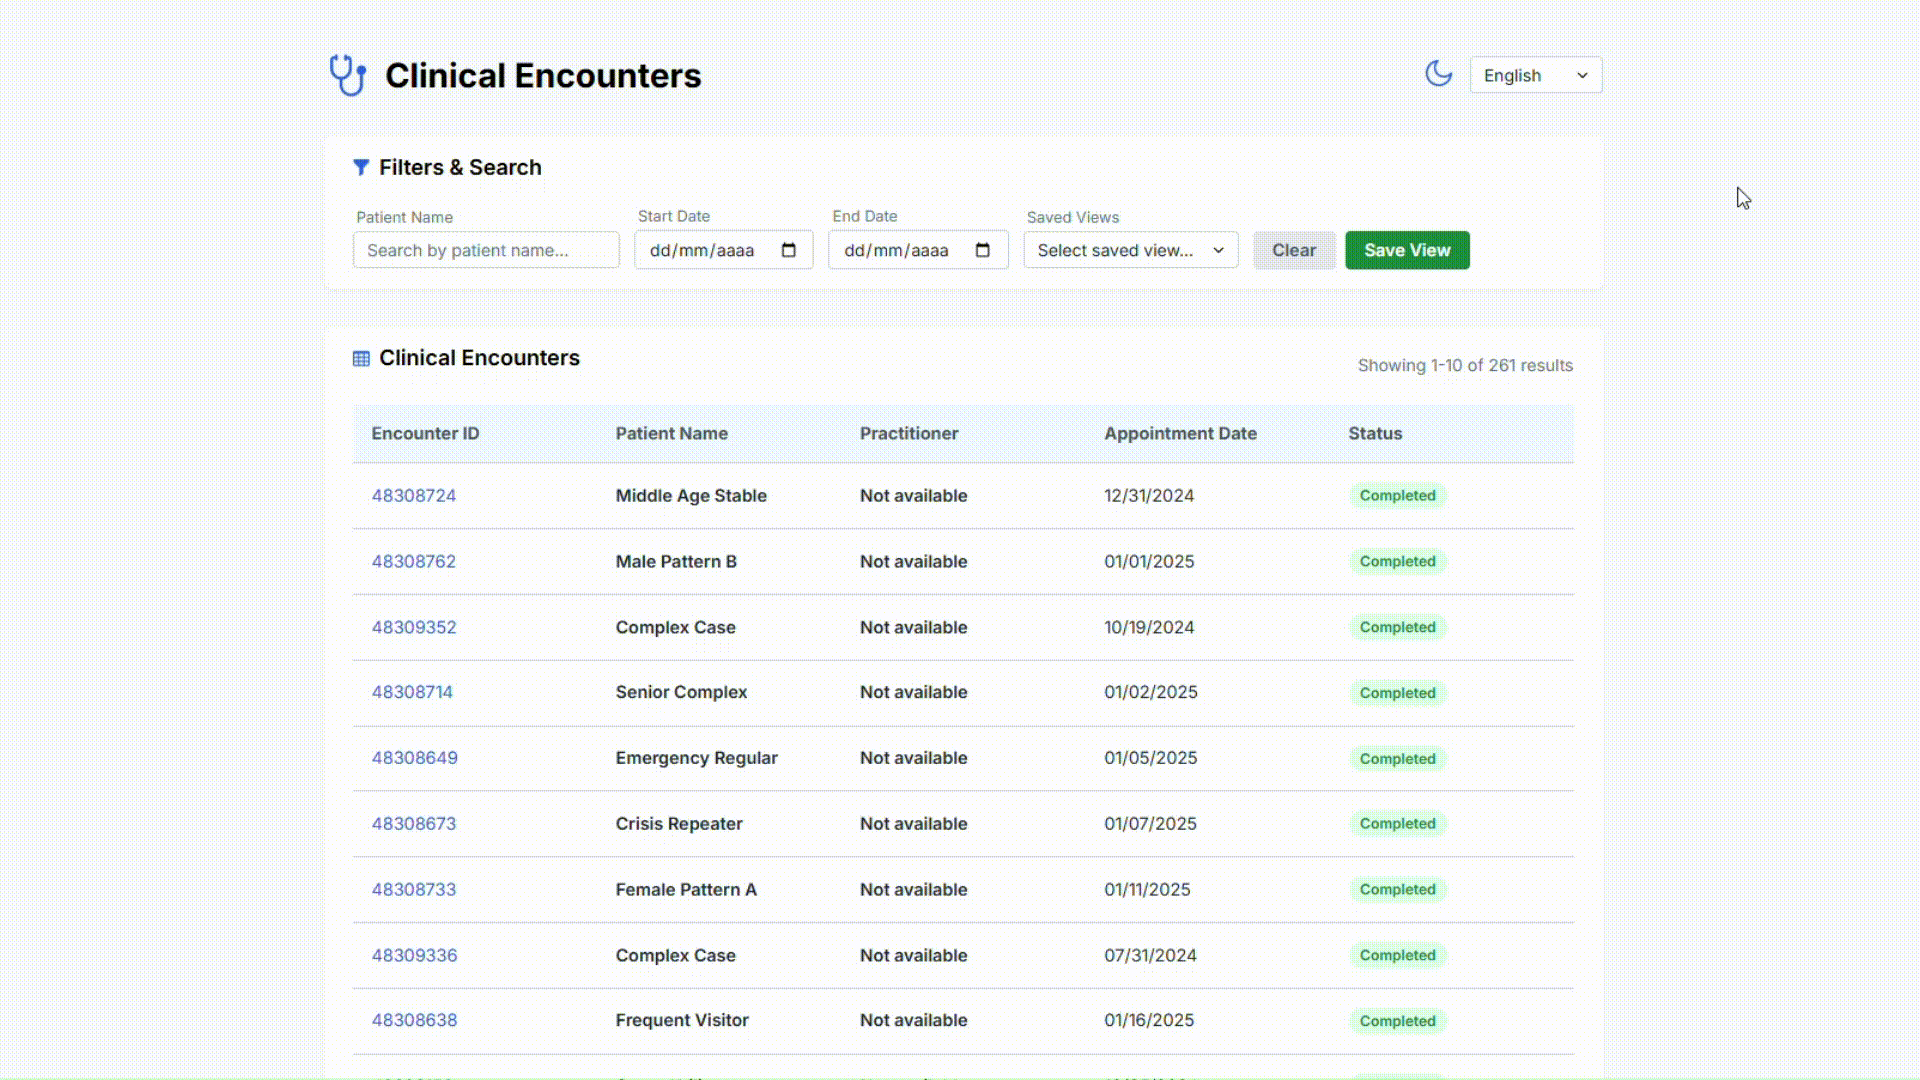 Clinical Encounters
English
Filters & Search
Patient Name
Start Date
End Date
Saved Views
Search by patient name...
dd/mm/aaaa
dd/mm/aaaa
Select saved view...
Clear
Save View
Clinical Encounters
Showing 1-10 of 261 results
Encounter ID Patient Name Practitioner Appointment Date Status
48308724 Middle Age Stable Not available 12/31/2024 Completed
48308762 Male Pattern B Not available 01/01/2025 Completed
48309352 Complex Case Not available 10/19/2024 Completed
48308714 Senior Complex Not available 01/02/2025 Completed
48308649 Emergency Regular Not available 01/05/2025 Completed
48308673 Crisis Repeater Not available 01/07/2025 Completed
48308733 Female Pattern A Not available 01/11/2025 Completed
48309336 Complex Case Not available 07/31/2024 Completed
48308638 Frequent Visitor Not available 01/16/2025 Completed